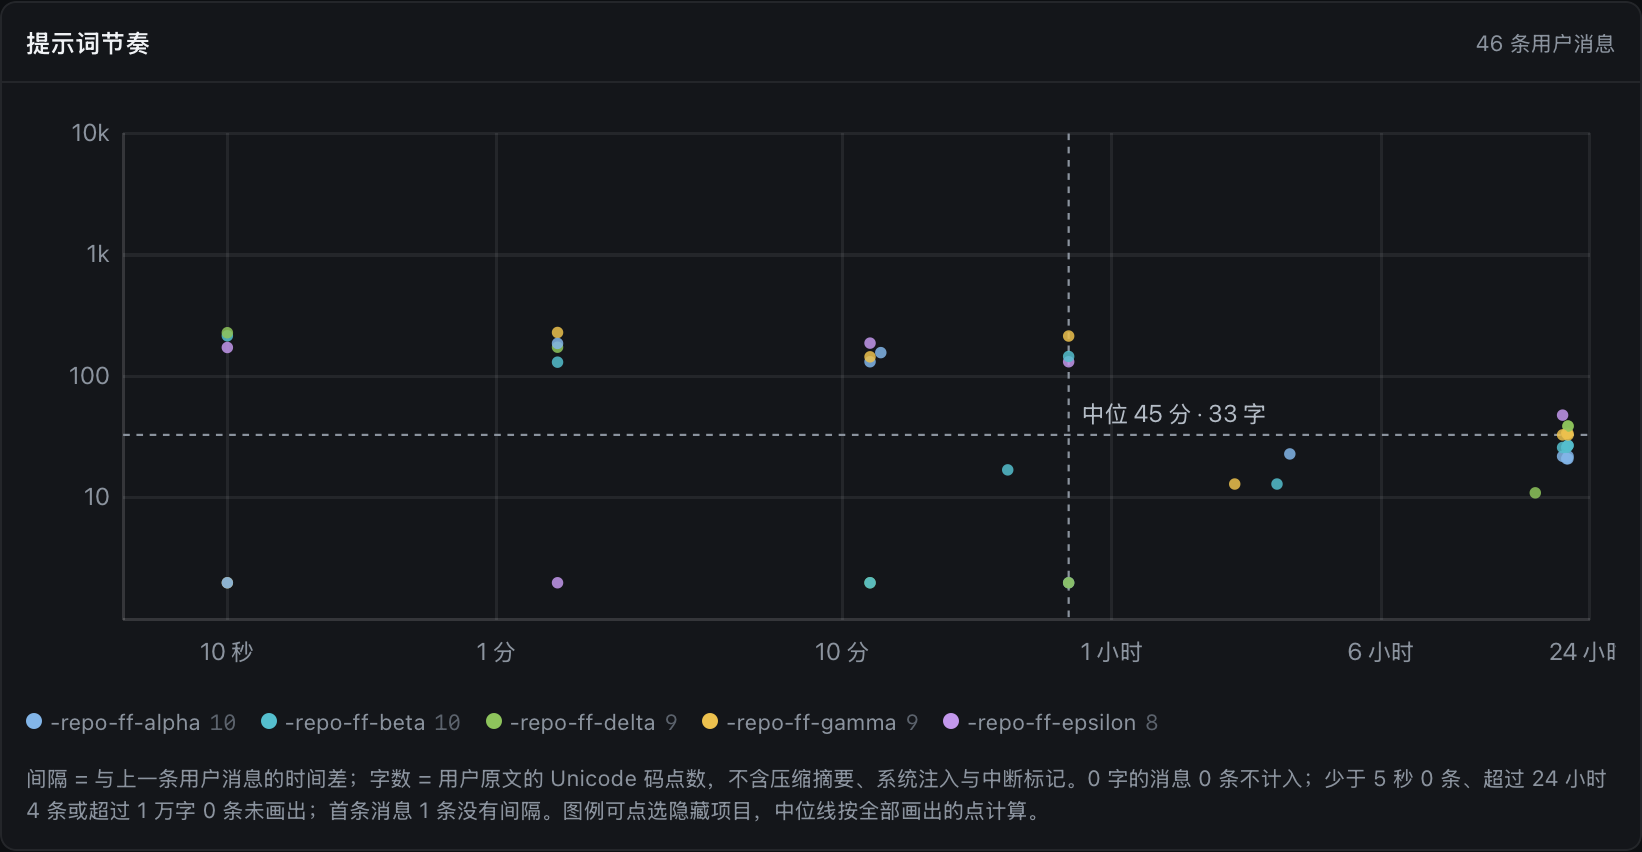 提示词节奏
46 条用户消息
10k
1k
100
10
中位 45 分 · 33 字
10 秒 1 分 10 分 1 小时 6 小时 24 小
-repo-ff-alpha 10 -repo-ff-beta 10 -repo-ff-delta 9 -repo-ff-gamma 9 -repo-ff-epsilon 8
间隔 = 与上一条用户消息的时间差；字数 = 用户原文的 Unicode 码点数，不含压缩摘要、系统注入与中断标记。0 字的消息 0 条不计入；少于 5 秒 0 条、超过 24 小时
4 条或超过 1 万字 0 条未画出；首条消息 1 条没有间隔。图例可点选隐藏项目，中位线按全部画出的点计算。